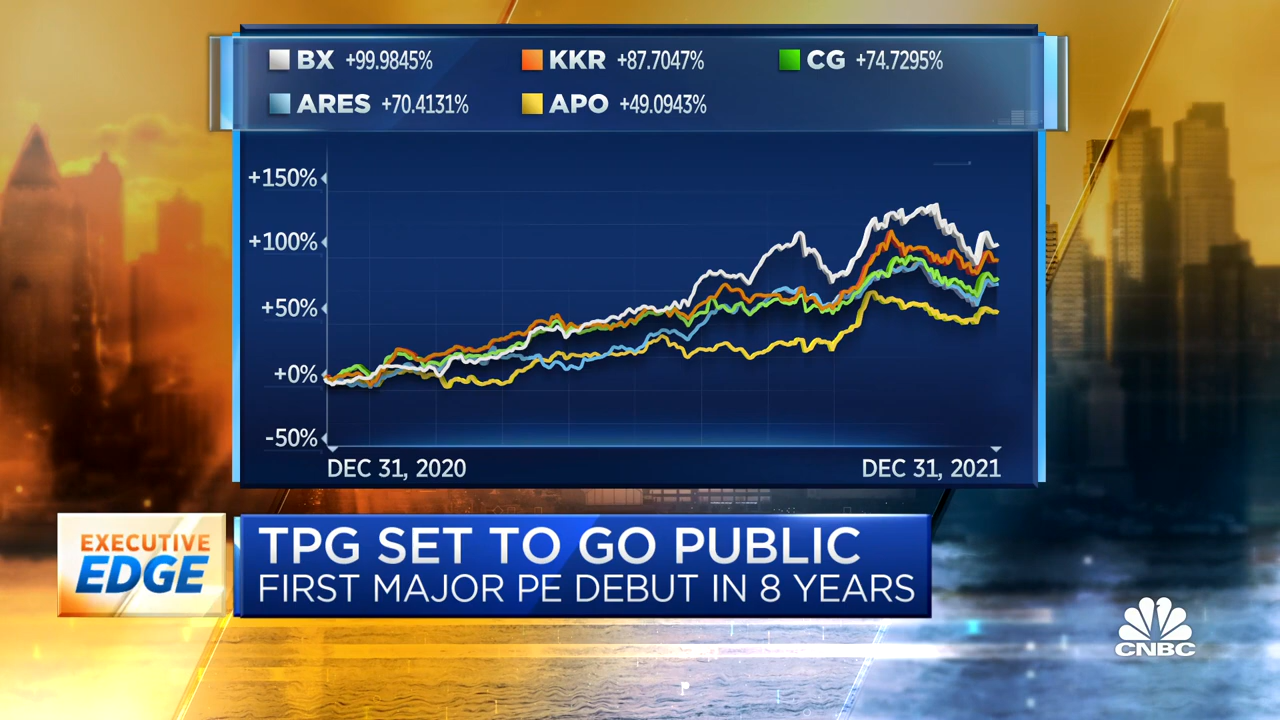 BX +99.9845% KKR +87.7047% CG +74.7295%
ARES +70.4131% APO +49.0943%
+150%
+100%
+50%
+0%
-50%
DEC 31, 2020 DEC 31, 2021
EXECUTIVE
EDGE
TPG SET TO GO PUBLIC
FIRST MAJOR PE DEBUT IN 8 YEARS
CNBC
P